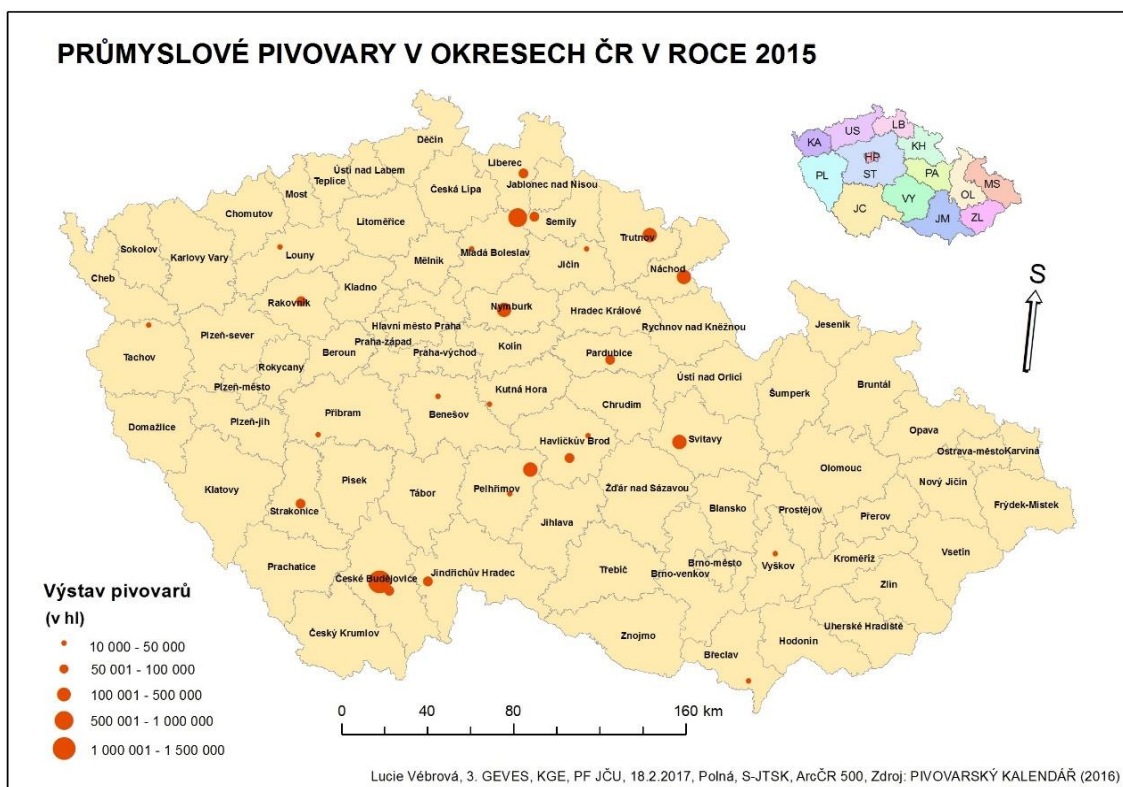 PRŮMYSLOVÉ PIVOVARY V OKRESECH ČR V ROCE 2015
KA
US
LB
KH
HP
PL
ST
PA
OL
MS
JC
VY
JM
ZL
S
Děčín
Liberec
Ústí nad Labem
Teplice
Jablonec nad Nisou
Česká Lípa
Most
Chomutov
Litoměřice
Semily
Trutnov
Sokolov
Karlovy Vary
Louny
Mělník
Mladá Boleslav
Jičín
Cheb
Náchod
Kladno
Rakovník
Nymburk
Hradec Králové
Hlavní město Praha
Rychnov nad Kněžnou
Plzeň-sever
Praha-západ
Kolín
Jeseník
Tachov
Beroun
Praha-východ
Pardubice
Rokycany
Ústí nad Orlicí
Bruntál
Plzeň-město
Kutná Hora
Šumperk
Chrudim
Příbram
Benešov
Domažlice
Plzeň-jih
Opava
Havlíčkův Brod
Svitavy
Ostrava-město
Karviná
Olomouc
Písek
Nový Jičín
Klatovy
Tábor
Pelhřimov
Žďár nad Sázavou
Frýdek-Mistek
Strakonice
Blansko
Prostějov
Přerov
Jihlava
Vsetín
Kroměříž
Prachatice
Brno-město
Vyškov
Třebíč
Brno-venkov
České Budějovice
Jindřichův Hradec
Zlín
Český Krumlov
Uherské Hradiště
Znojmo
Hodonín
Břeclav
Výstav pivovarů
(v hl)
10 000 - 50 000
50 001 - 100 000
100 001 - 500 000
500 001 - 1 000 000
1 000 001 - 1 500 000
0 40 80 160 km
Lucie Vébrová, 3. GEVES, KGE, PF JČU, 18.2.2017, Polná, S-JTSK, ArcČR 500, Zdroj: PIVOVARSKÝ KALENDÁŘ (2016)